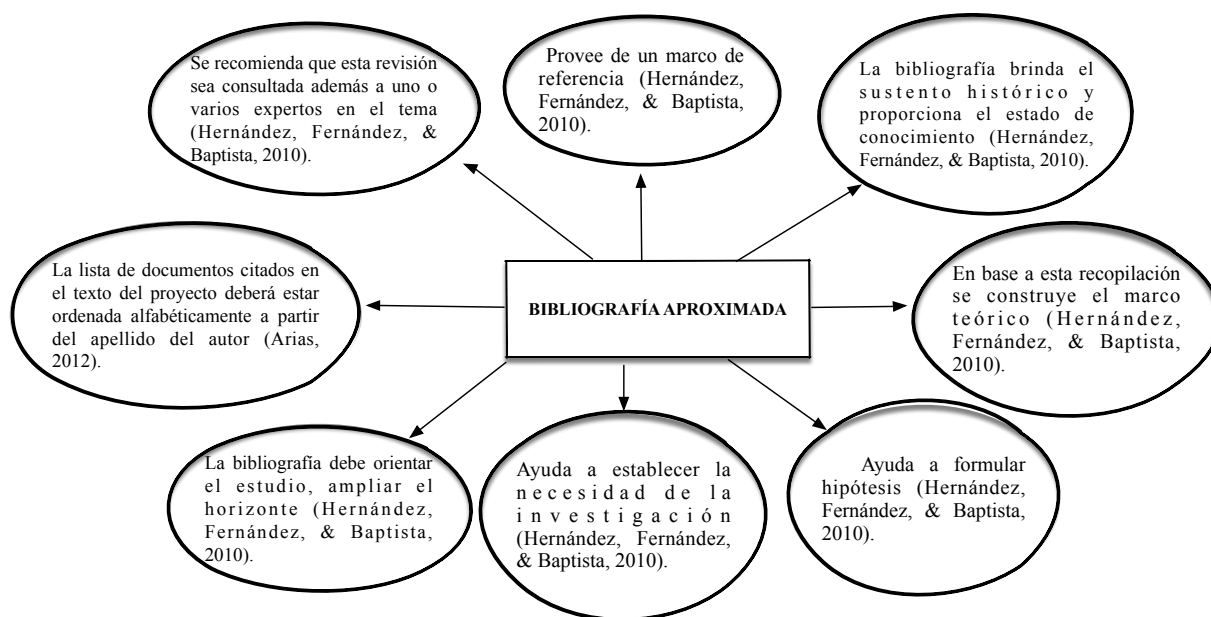 Se recomienda que esta revisión
sea consultada además a uno o
varios expertos en el tema
(Hernández, Fernández, &
Baptista, 2010).
Provee de un marco de
referencia (Hernández,
Fernández, & Baptista,
2010).
La bibliografía brinda el
sustento histórico y
proporciona el estado de
conocimiento (Hernández,
Fernández, & Baptista, 2010).
La lista de documentos citados en
el texto del proyecto deberá estar
ordenada alfabéticamente a partir
del apellido del autor (Arias,
2012).
BIBLIOGRAFÍA APROXIMADA
En base a esta recopilación
se construye el marco
teórico (Hernández,
Fernández, & Baptista,
2010).
La bibliografía debe orientar
el estudio, ampliar el
horizonte (Hernández,
Fernández, & Baptista,
2010).
Ayuda a establecer la
necesidad de la
investigación
(Hernández, Fernández,
& Baptista, 2010).
Ayuda a formular
hipótesis (Hernández,
Fernández, & Baptista,
2010).